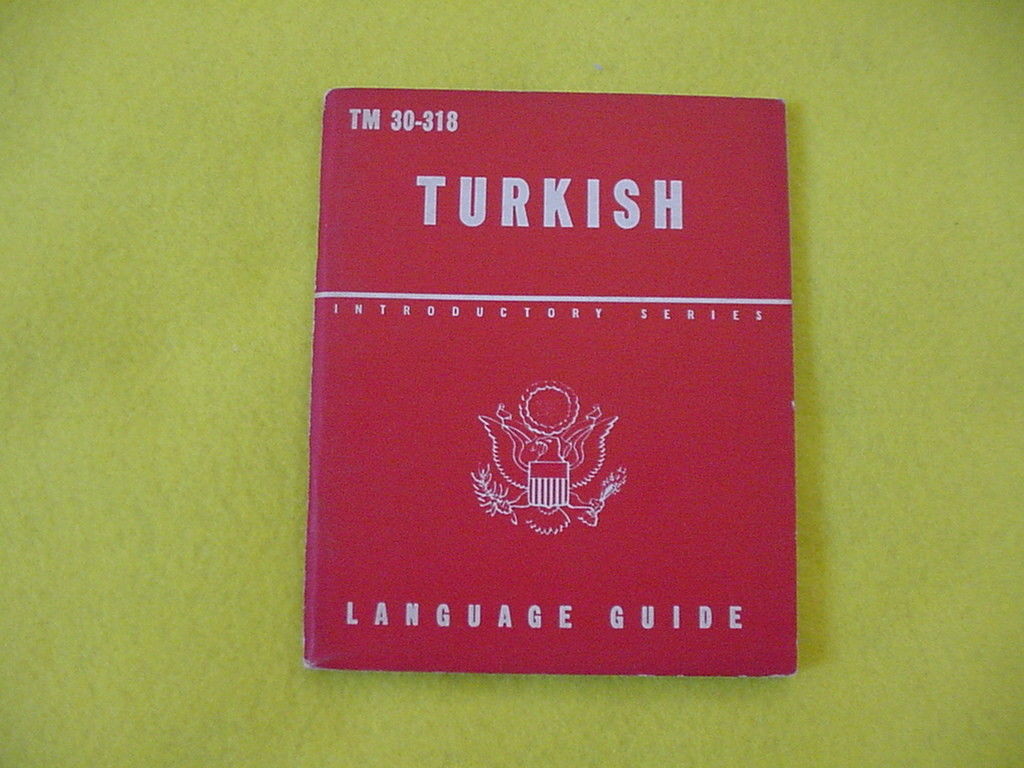 TM 30-318
TURKISH
INTRODUCTORY SERIES
LANGUAGE GUIDE